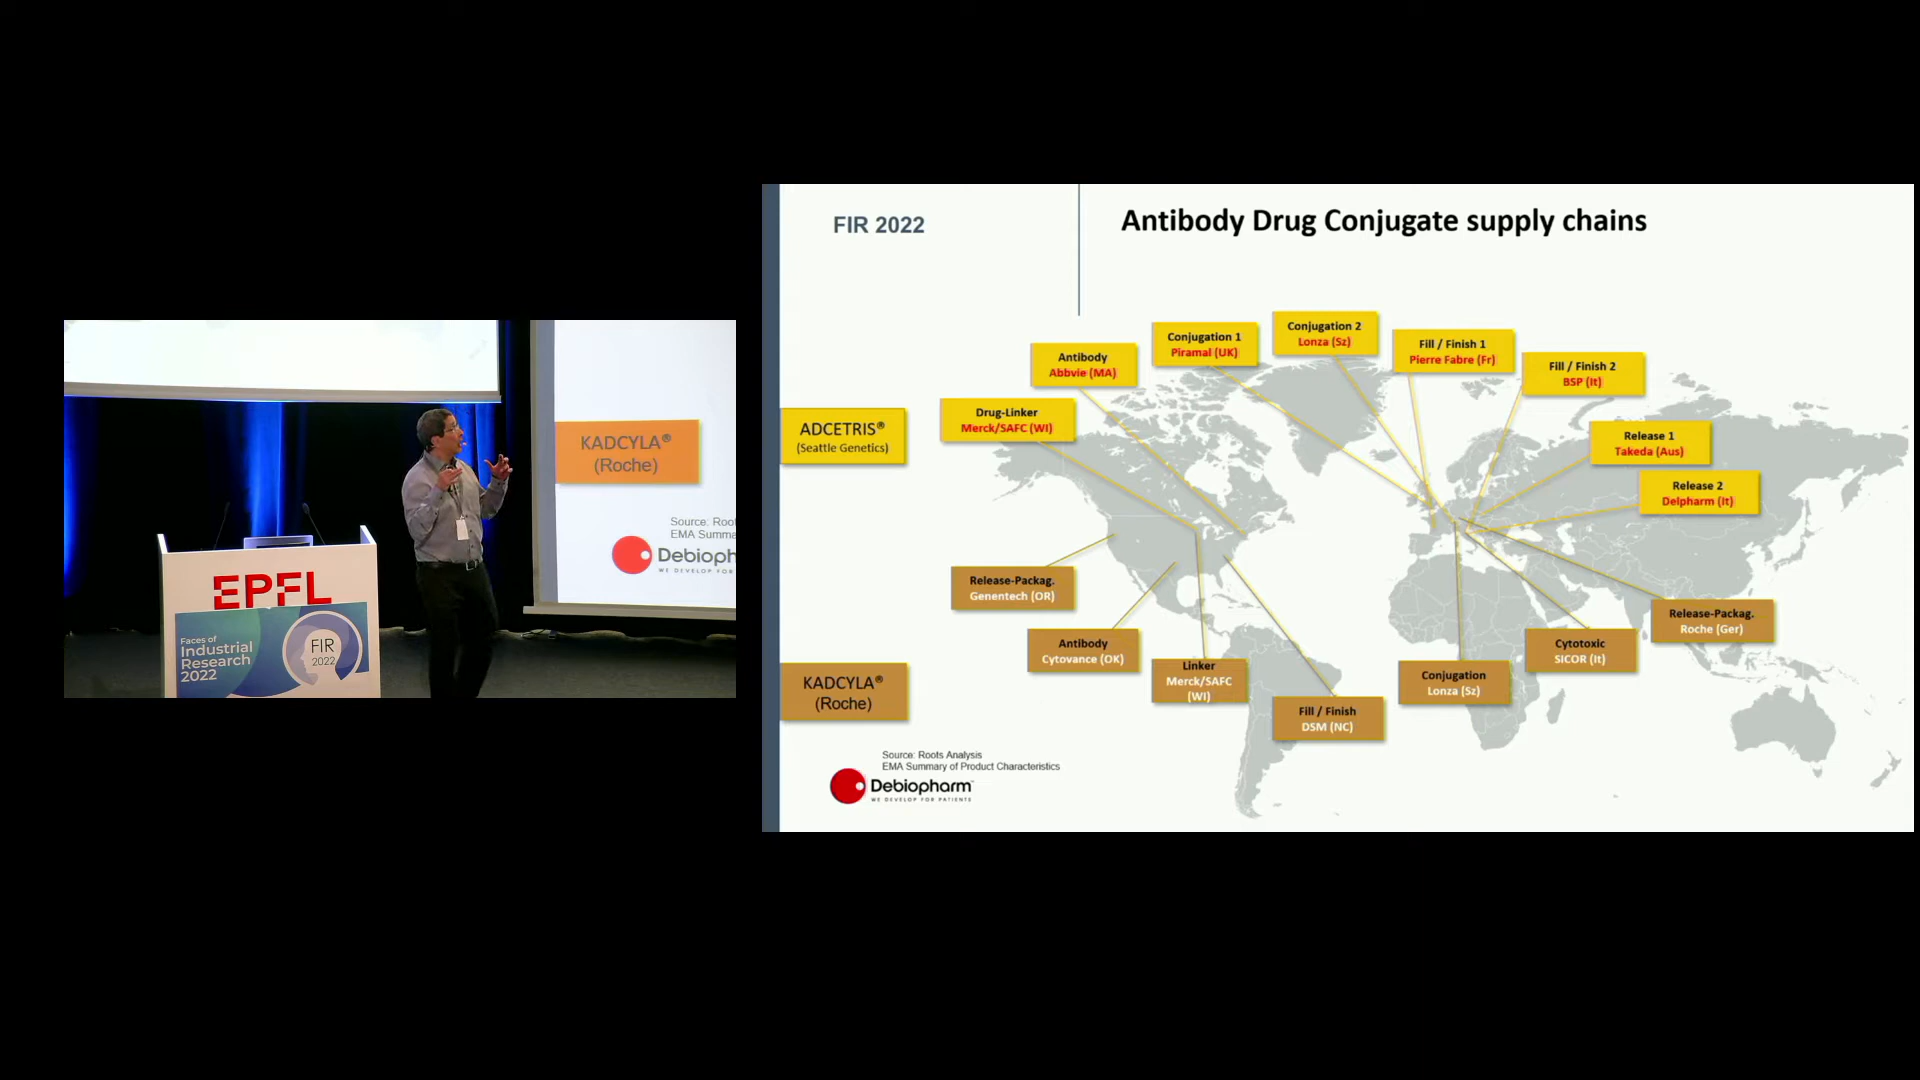 KADCYLA®
(Roche)
Source: Roo
EMA Summa
Debioph
WE DEVELOP FOR
EPFL
Faces of
Industrial
Research
2022
FIR
2022
FIR 2022
Antibody Drug Conjugate supply chains
Conjugation 2
Lonza (Sz)
Conjugation 1
Piramal (UK)
Fill / Finish 1
Pierre Fabre (Fr)
Antibody
Abbvie (MA)
Fill / Finish 2
BSP (It)
Drug-Linker
Merck/SAFC (WI)
ADCETRIS®
(Seattle Genetics)
Release 1
Takeda (Aus)
Release 2
Delpharm (It)
Release-Packag.
Genentech (OR)
Release-Packag.
Roche (Ger)
Antibody
Cytovance (OK)
Cytotoxic
SICOR (It)
Linker
Merck/SAFC
(WI)
Conjugation
Lonza (Sz)
KADCYLA®
(Roche)
Fill / Finish
DSM (NC)
Source: Roots Analysis
EMA Summary of Product Characteristics
Debiopharm™
WE DEVELOP FOR PATIENTS